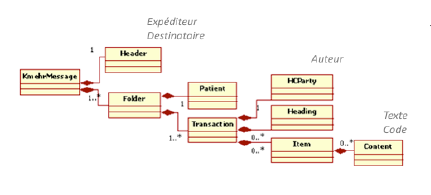 Expéditeur
Destinatoire
Header
1
KmehrMessage
Auteur
1..*
Folder
Patient
1
HCParty
1
Transaction
Heading
1..*
0..*
Texte
Code
Item
0..*
0..*
Content